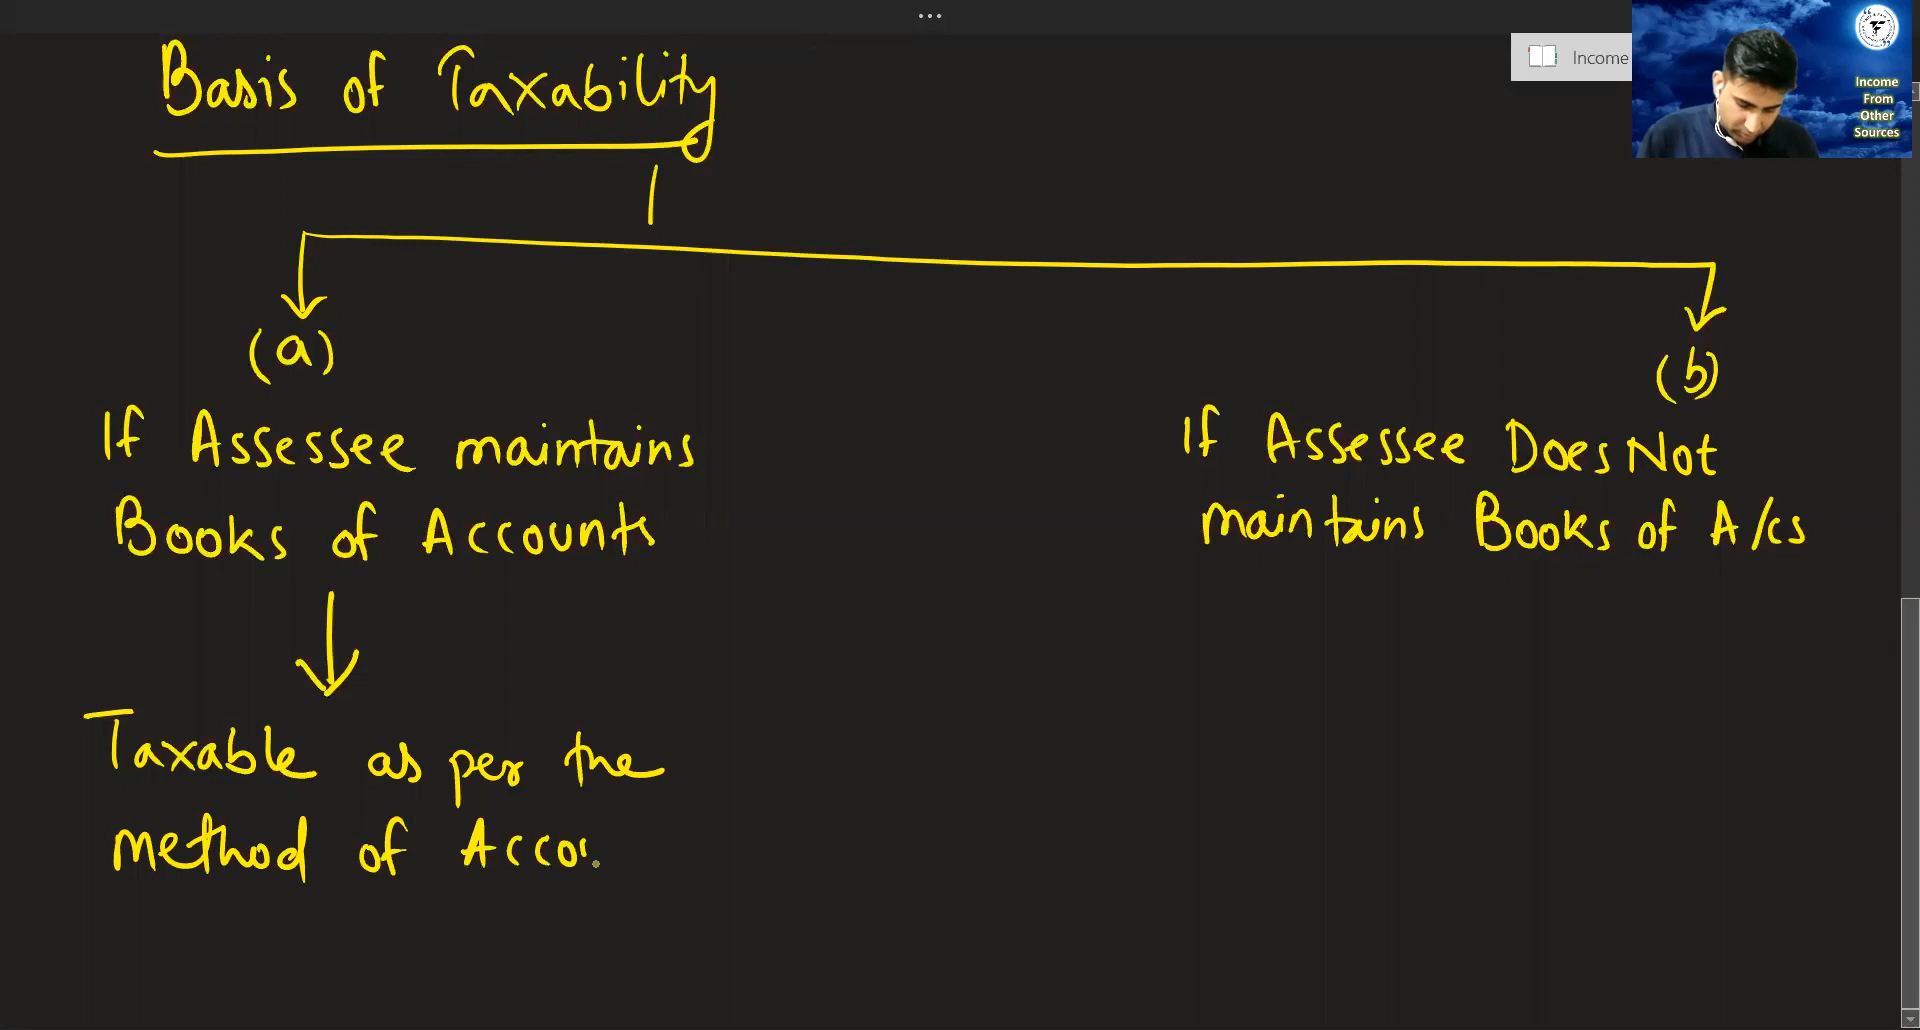 Basis of Taxability
Income
Income
From
Other
Sources
(a)
(b)
If Assessee maintains
Books of Accounts
If Assessee Does Not
maintains Books of A/cs
Taxable as per the
method of Accou